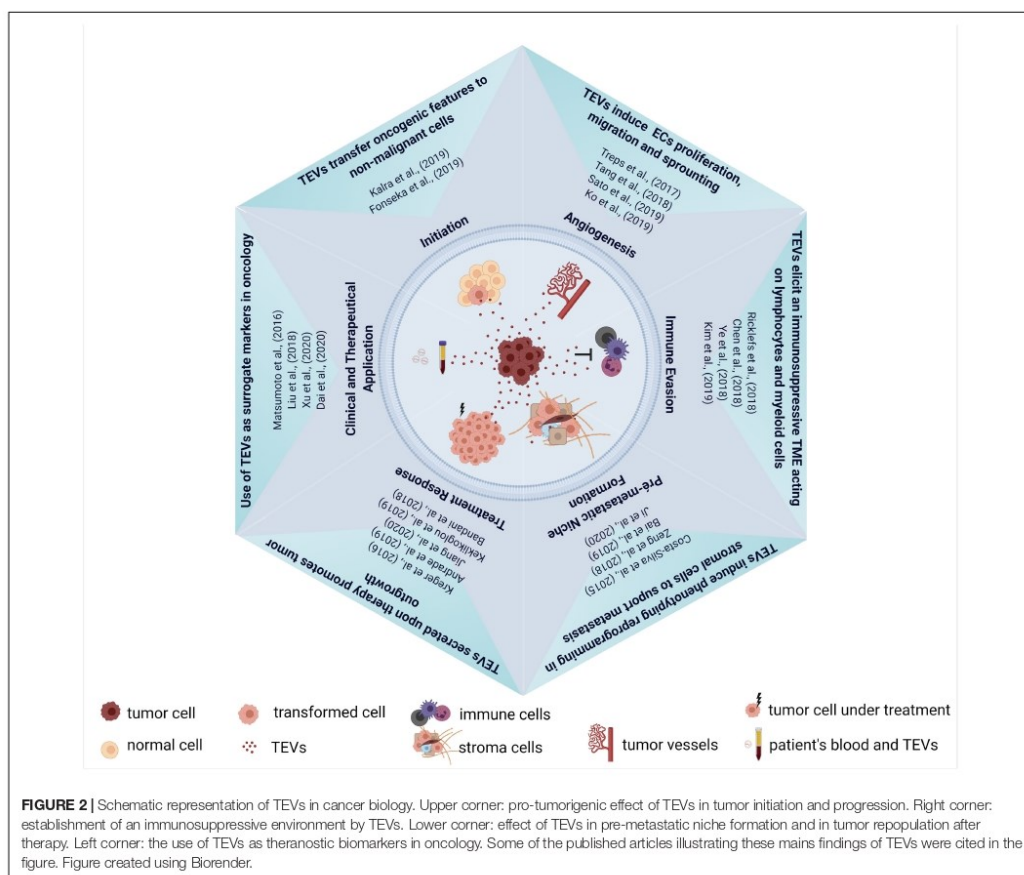 TEVs transfer oncogenic features to
non-malignant cells
Kalra et al., (2019)
Fonseka et al., (2019)
Initiation
TEVs induce ECs proliferation,
migration and sprounting
Treps et al., (2017)
Tang et al., (2018)
Sato et al., (2019)
Ko et al., (2019)
Angiogenesis
TEVs elicit an immunosuppressive TME acting
on lymphocytes and myeloid cells
Ricklefs et al., (2018)
Chen et al., (2018)
Ye et al., (2018)
Kim et al., (2019)
Immune Evasion
Pré-metastatic Niche
Formation
Costa-Silva et al., (2015)
Zeng et al., (2018)
Bai et al., (2019)
Ji et al., (2020)
TEVs induce phenotyping reprogramming in
stromal cells to suport metastasis
Treatment Response
Kreger et al., (2016)
Andrade et al., (2019)
Jiang et al., (2020)
Keklikoglou et al., (2019)
Bandani et al., (2018)
TEVs secreted upon therapy promotes tumor
outgrowth
Use of TEVs as surrogate markers in oncology
Matsumoto et al., (2016)
Liu et al., (2018)
Xu et al., (2020)
Dai et al., (2020)
Clinical and Therapeutical
Application
tumor cell
transformed cell
immune cells
tumor cell under treatment
normal cell
TEVs
stroma cells
tumor vessels
patient's blood and TEVs
FIGURE 2 | Schematic representation of TEVs in cancer biology. Upper corner: pro-tumorigenic effect of TEVs in tumor initiation and progression. Right corner:
establishment of an immunosuppressive environment by TEVs. Lower corner: effect of TEVs in pre-metastatic niche formation and in tumor repopulation after
therapy. Left corner: the use of TEVs as theranostic biomarkers in oncology. Some of the published articles illustrating these mains findings of TEVs were cited in the
figure. Figure created using Biorender.